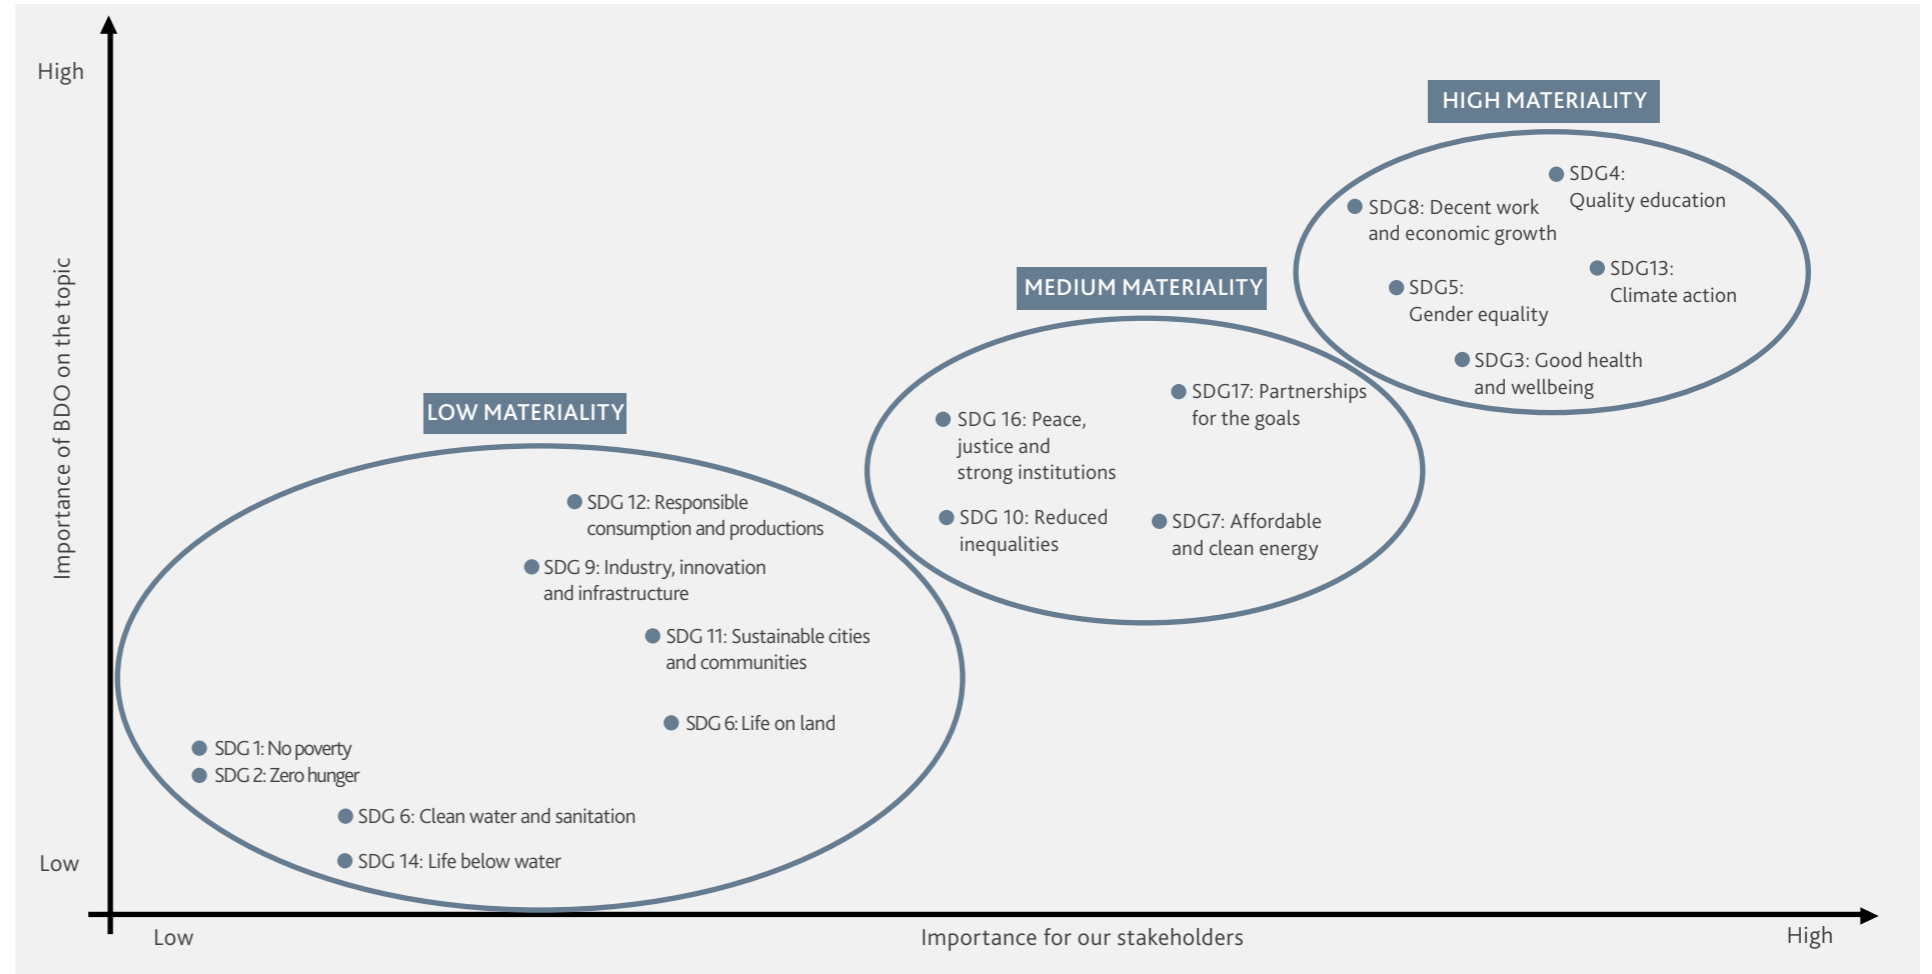 High
HIGH MATERIALITY
SDG4:
Quality education
SDG8: Decent work
and economic growth
SDG13:
Climate action
SDG5:
Gender equality
SDG3: Good health
and wellbeing
MEDIUM MATERIALITY
SDG17: Partnerships
for the goals
SDG 16: Peace,
justice and
strong institutions
SDG 10: Reduced
inequalities
SDG7: Affordable
and clean energy
LOW MATERIALITY
SDG 12: Responsible
consumption and productions
SDG 9: Industry, innovation
and infrastructure
SDG 11: Sustainable cities
and communities
SDG 6: Life on land
SDG 1: No poverty
SDG 2: Zero hunger
SDG 6: Clean water and sanitation
SDG 14: Life below water
Importance of BDO on the topic
Low
Low
Importance for our stakeholders
High